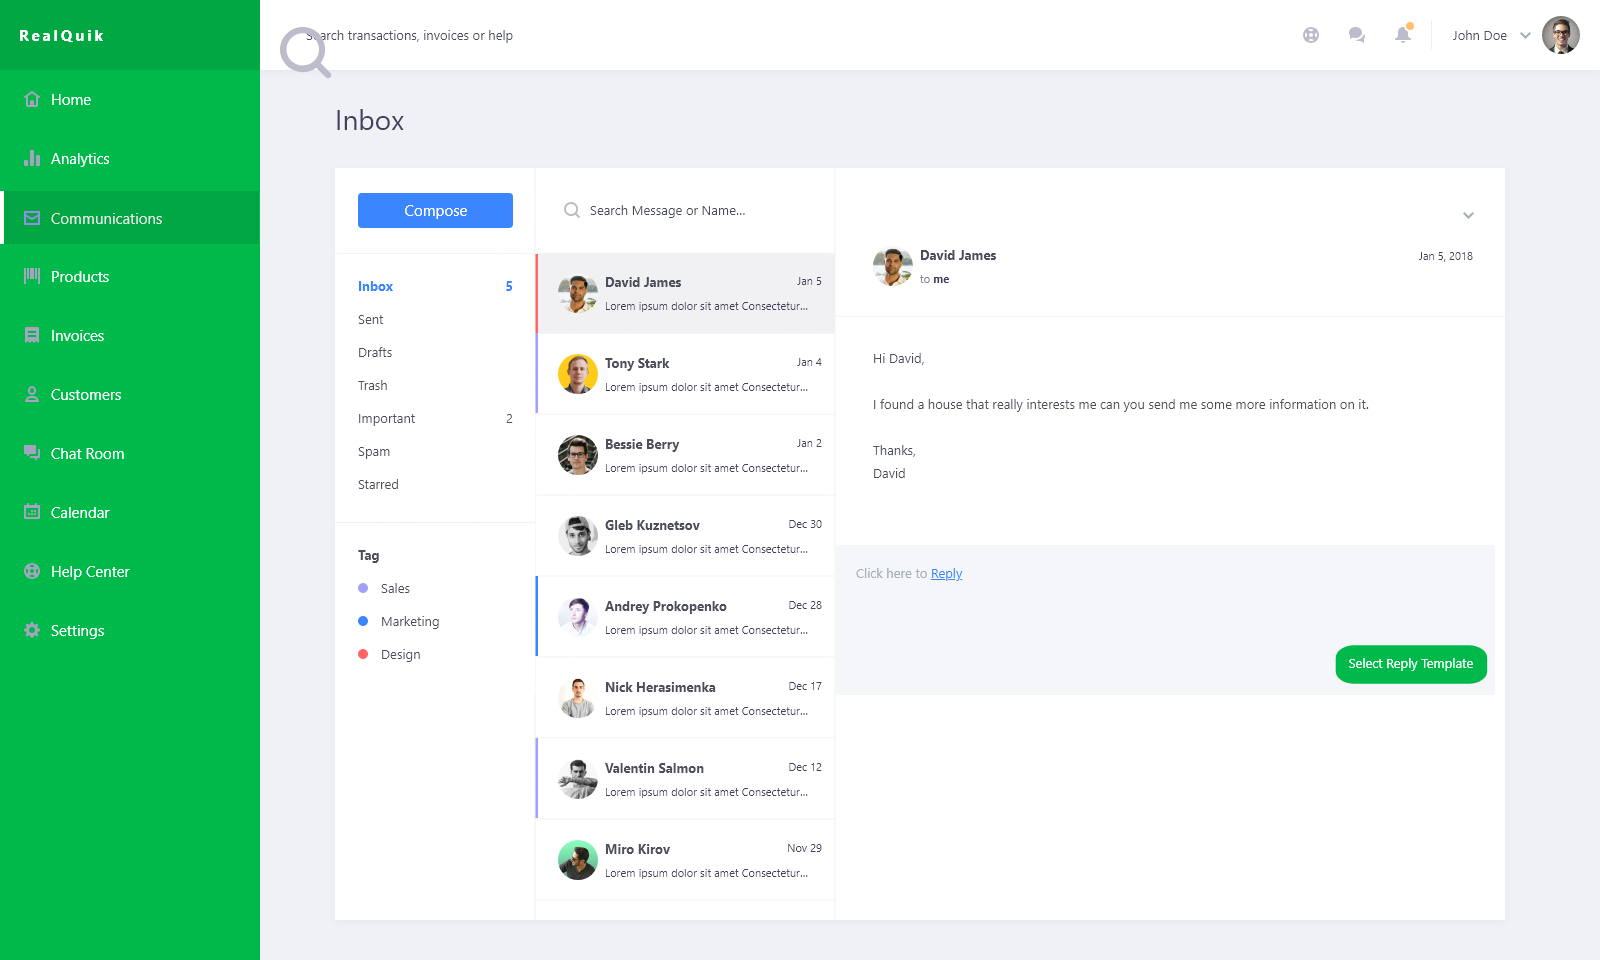 RealQuik
Search transactions, invoices or help
John Doe
Home
Analytics
Communications
Products
Invoices
Customers
Chat Room
Calendar
Help Center
Settings
Inbox
Compose
Inbox 5
Sent
Drafts
Trash
Important 2
Spam
Starred
Tag
Sales
Marketing
Design
Search Message or Name...
David James Jan 5
Lorem ipsum dolor sit amet Consectetur...
Tony Stark Jan 4
Lorem ipsum dolor sit amet Consectetur...
Bessie Berry Jan 2
Lorem ipsum dolor sit amet Consectetur...
Gleb Kuznetsov Dec 30
Lorem ipsum dolor sit amet Consectetur...
Andrey Prokopenko Dec 28
Lorem ipsum dolor sit amet Consectetur...
Nick Herasimenka Dec 17
Lorem ipsum dolor sit amet Consectetur...
Valentin Salmon Dec 12
Lorem ipsum dolor sit amet Consectetur...
Miro Kirov Nov 29
Lorem ipsum dolor sit amet Consectetur...
David James Jan 5, 2018
to me
Hi David,
I found a house that really interests me can you send me some more information on it.
Thanks,
David
Click here to Reply
Select Reply Template